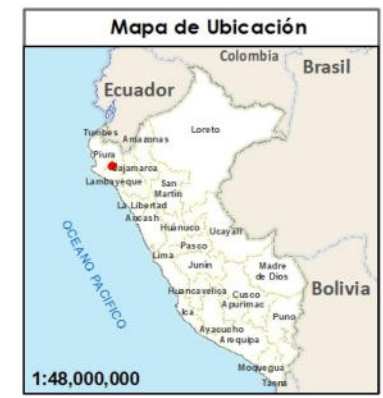 Mapa de Ubicación
Colombia
Brasil
Ecuador
Loreto
Tumbes
Amazonas
Piura
Cajamarca
Lambayeque
San
Martin
La Libertad
Ancash
Huánuco
Ucayali
OCEANO PACIFICO
Pasco
Lima
Junín
Madre
de Dios
Huancavelica
Cusco
Bolivia
Apurimac
Ica
Puno
Ayacucho
Arequipa
Moquegua
1:48,000,000
Tacna